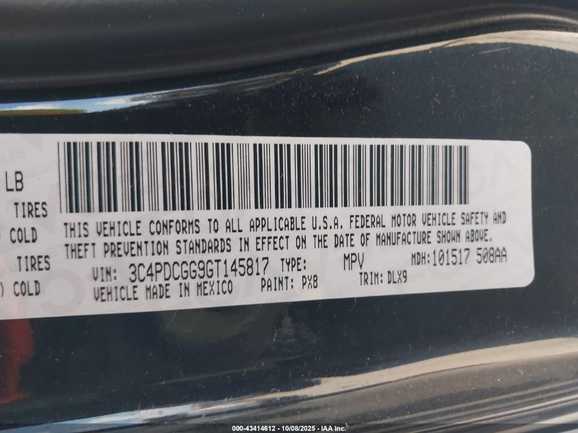 LB
TIRES
COLD
TIRES
COLD
THIS VEHICLE CONFORMS TO ALL APPLICABLE U.S.A. FEDERAL MOTOR VEHICLE SAFETY AND
THEFT PREVENTION STANDARDS IN EFFECT ON THE DATE OF MANUFACTURE SHOWN ABOVE.
VIN: 3C4PDCGG9GT145817 TYPE: MPV MDH: 101517 508AA
VEHICLE MADE IN MEXICO PAINT: PX8 TRIM: DLX9
000-43414612 - 10/08/2025 - IAA Inc.